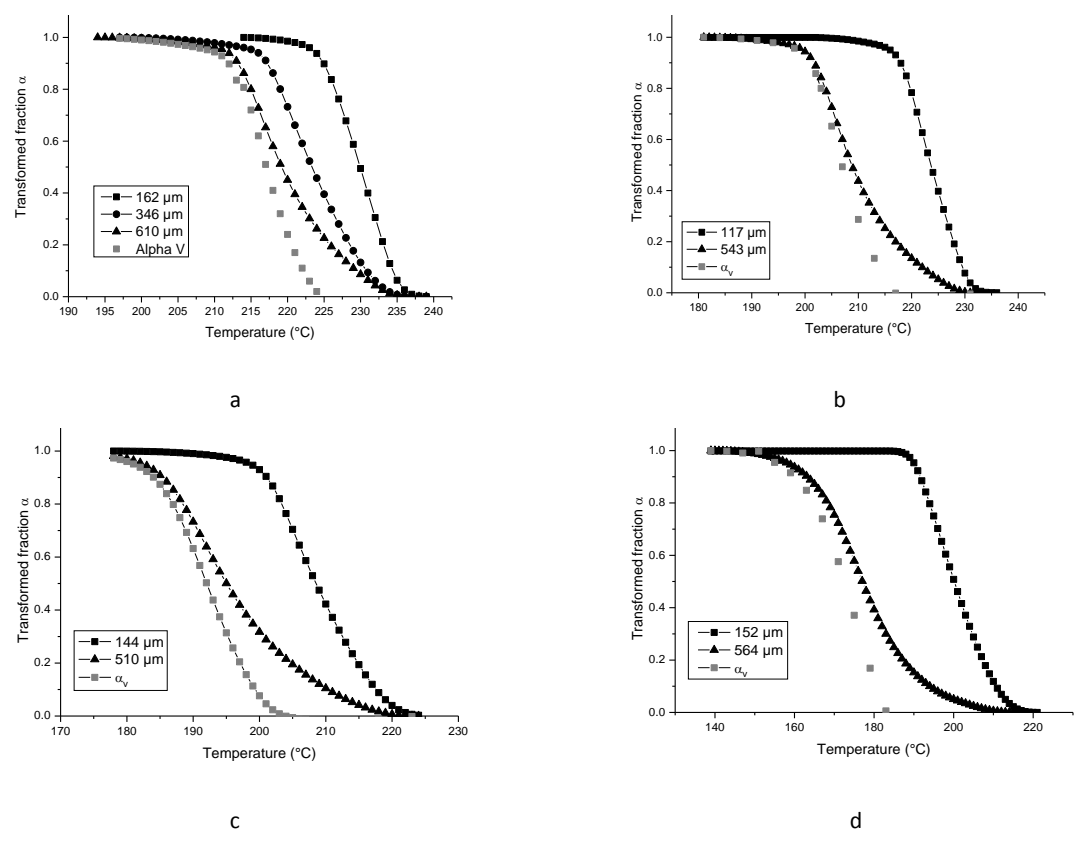 Transformed fraction α
1.0
0.8
0.6
0.4
0.2
0.0
162 µm
346 µm
610 µm
Alpha V
190 195 200 205 210 215 220 225 230 235 240
Temperature (°C)
a
Transformed fraction α
1.0
0.8
0.6
0.4
0.2
0.0
117 µm
543 µm
αv
180 190 200 210 220 230 240
Temperature (°C)
b
Transformed fraction α
1.0
0.8
0.6
0.4
0.2
0.0
144 µm
510 µm
αv
170 180 190 200 210 220 230
Temperature (°C)
c
Transformed fraction α
1.0
0.8
0.6
0.4
0.2
0.0
152 µm
564 µm
αv
140 160 180 200 220
Temperature (°C)
d